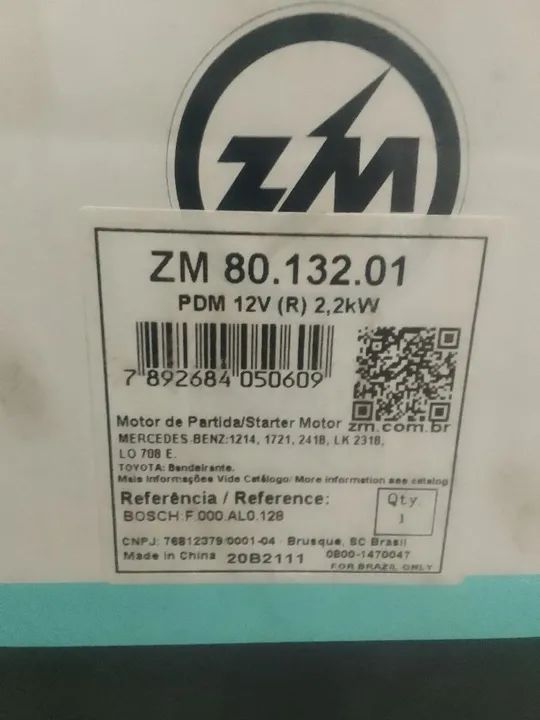 ZM
ZM 80.132.01
PDM 12V (R) 2,2kW
7 892684 050609
zm.com.br
Motor de Partida/Starter Motor
MERCEDES-BENZ:1214, 1721, 2418, LK 2318,
LO 708 E.
TOYOTA: Bandeirante.
Mais Informações Vide Catálogo/ More information see catalog
Referência / Reference:
BOSCH:F.000.AL0.128
Qty.
1
CNPJ: 76812379/0001-04 - Brusque, SC Brasil
Made in China 20B2111 0800-1470047
FOR BRAZIL ONLY